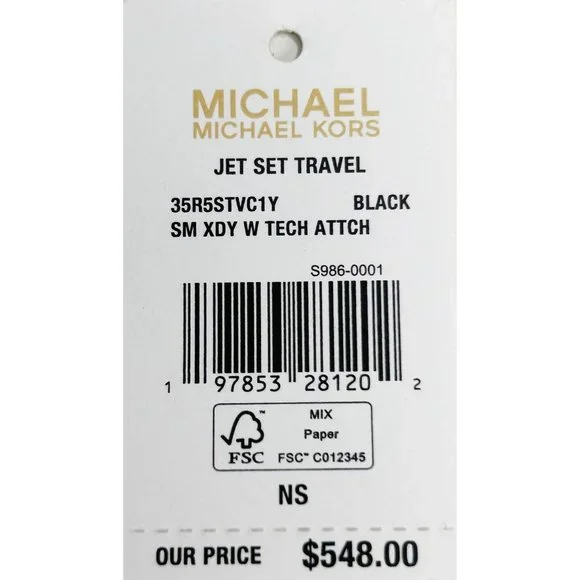 MICHAEL
MICHAEL KORS
JET SET TRAVEL
35R5STVC1Y BLACK
SM XDY W TECH ATTCH
S986-0001
1 97853 28120 2
FSC™
MIX
Paper
FSC™ C012345
NS
OUR PRICE $548.00